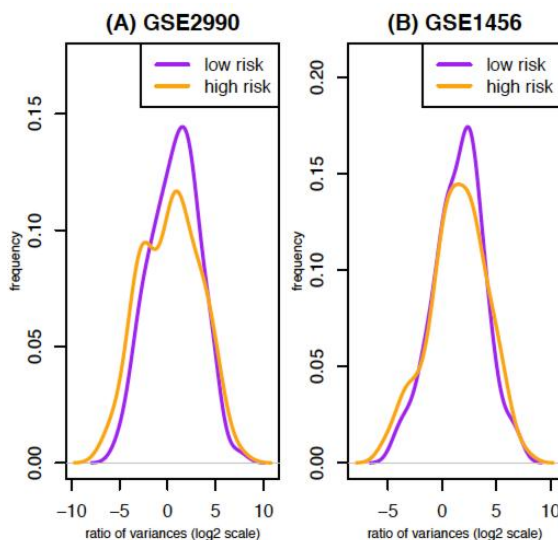 (A) GSE2990
low risk
high risk
0.15
0.10
0.05
0.00
frequency
−10 −5 0 5 10
ratio of variances (log2 scale)
(B) GSE1456
low risk
high risk
0.20
0.15
0.10
0.05
0.00
frequency
−5 0 5 10
ratio of variances (log2 scale)